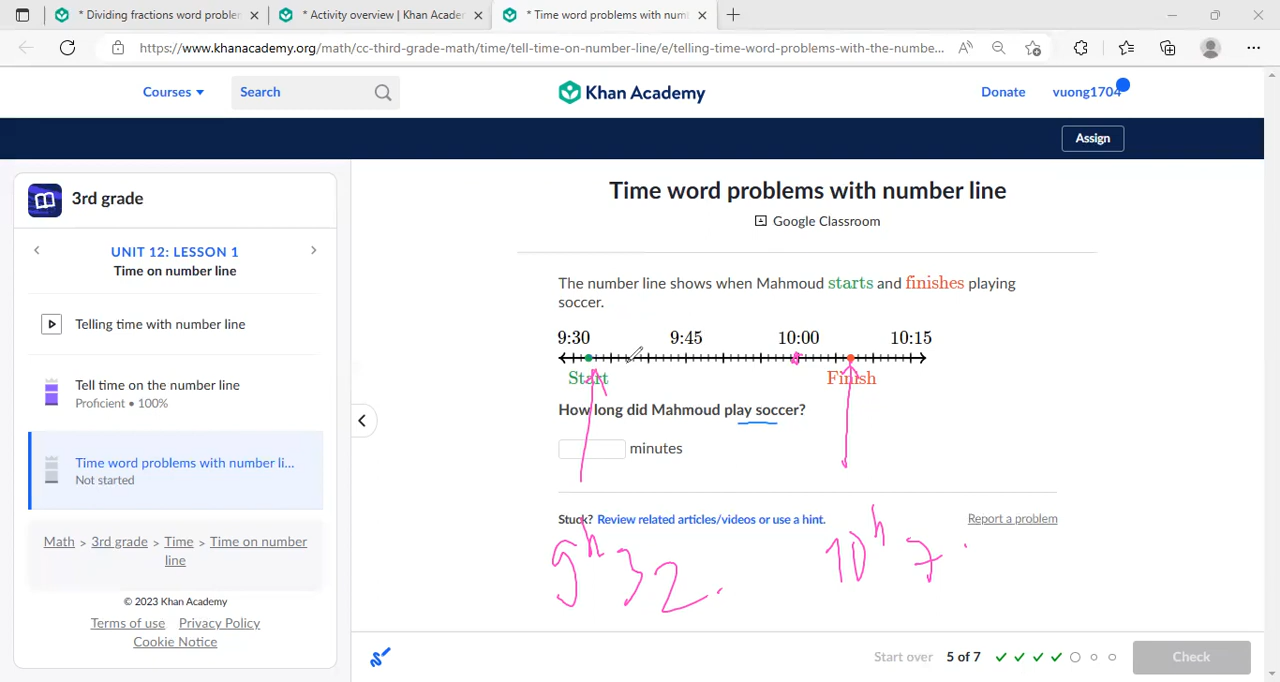 * Dividing fractions word problem
* Activity overview | Khan Acader
* Time word problems with numb
https://www.khanacademy.org/math/cc-third-grade-math/time/tell-time-on-number-line/e/telling-time-word-problems-with-the-numbe...
Courses
Search
Khan Academy
Donate
vuong1704
Assign
3rd grade
UNIT 12: LESSON 1
Time on number line
Telling time with number line
Tell time on the number line
Proficient • 100%
Time word problems with number li...
Not started
Math > 3rd grade > Time > Time on number
line
© 2023 Khan Academy
Terms of use Privacy Policy
Cookie Notice
Time word problems with number line
Google Classroom
The number line shows when Mahmoud starts and finishes playing
soccer.
9:30 9:45 10:00 10:15
Start Finish
How long did Mahmoud play soccer?
minutes
Stuck? Review related articles/videos or use a hint.
Report a problem
9h 32 10h 7
Start over 5 of 7 Check